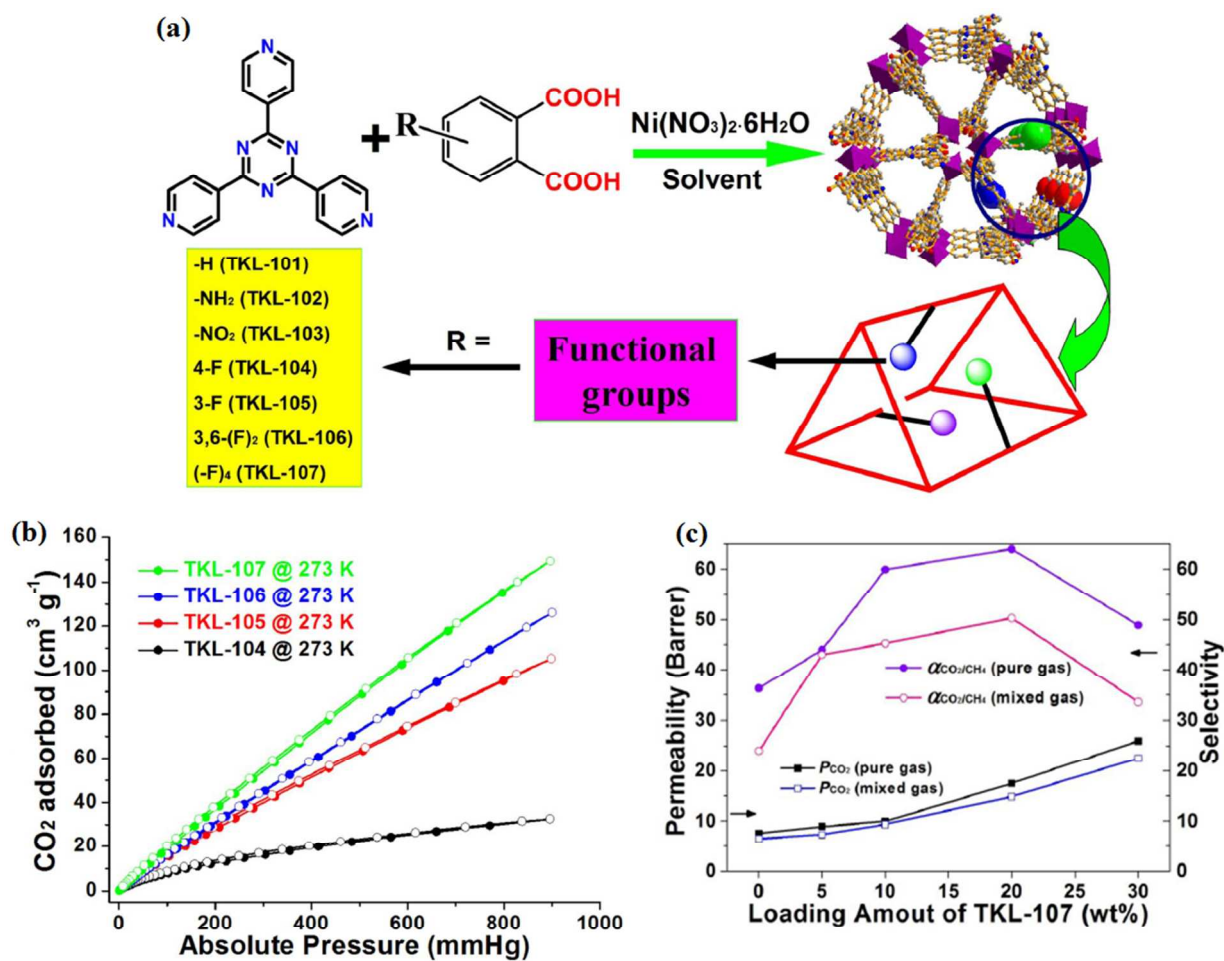 (a)
N
N N
N
N N
+
R
COOH
COOH
Ni(NO₃)₂·6H₂O
Solvent
-H (TKL-101)
-NH₂ (TKL-102)
-NO₂ (TKL-103)
4-F (TKL-104)
3-F (TKL-105)
3,6-(F)₂ (TKL-106)
(-F)₄ (TKL-107)
R =
Functional
groups
(b)
CO₂ adsorbed (cm³ g⁻¹)
160
140
120
100
80
60
40
20
0
TKL-107 @ 273 K
TKL-106 @ 273 K
TKL-105 @ 273 K
TKL-104 @ 273 K
0 200 400 600 800 1000
Absolute Pressure (mmHg)
(c)
Permeability (Barrer)
60
50
40
30
20
10
0
αCO₂/CH₄ (pure gas)
αCO₂/CH₄ (mixed gas)
PCO₂ (pure gas)
PCO₂ (mixed gas)
60
50
40
30
20
10
0
Selectivity
0 5 10 15 20 25 30
Loading Amout of TKL-107 (wt%)